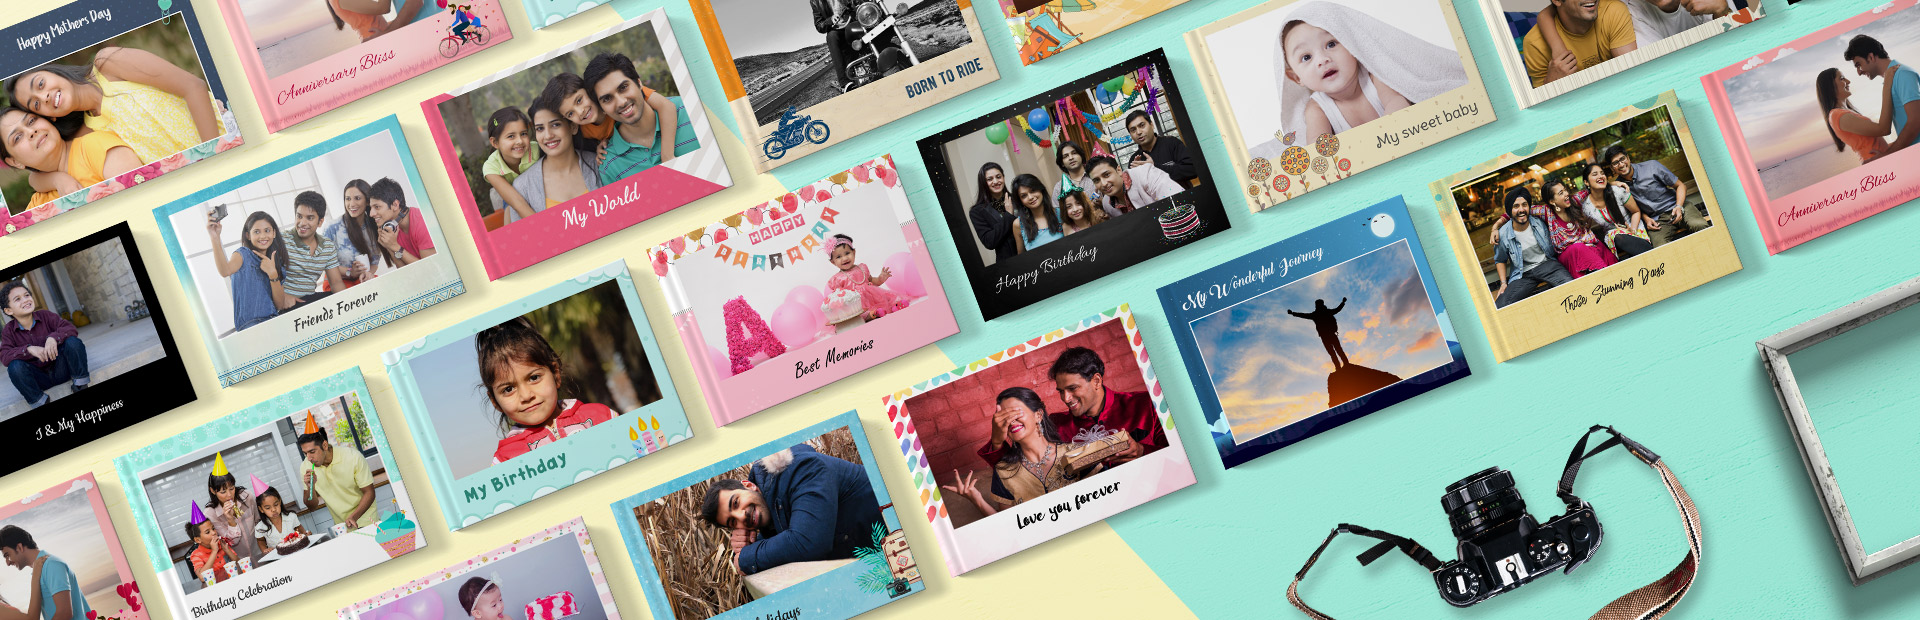 Happy Mothers Day
Anniversary Bliss
BORN TO RIDE
My World
My sweet baby
Friends Forever
HAPPY
BIRTHDAY
Happy Birthday
My Wonderful Journey
Those Stunning Days
Anniversary Bliss
A
Best Memories
I & My Happiness
My Birthday
Love you forever
Birthday Celebration